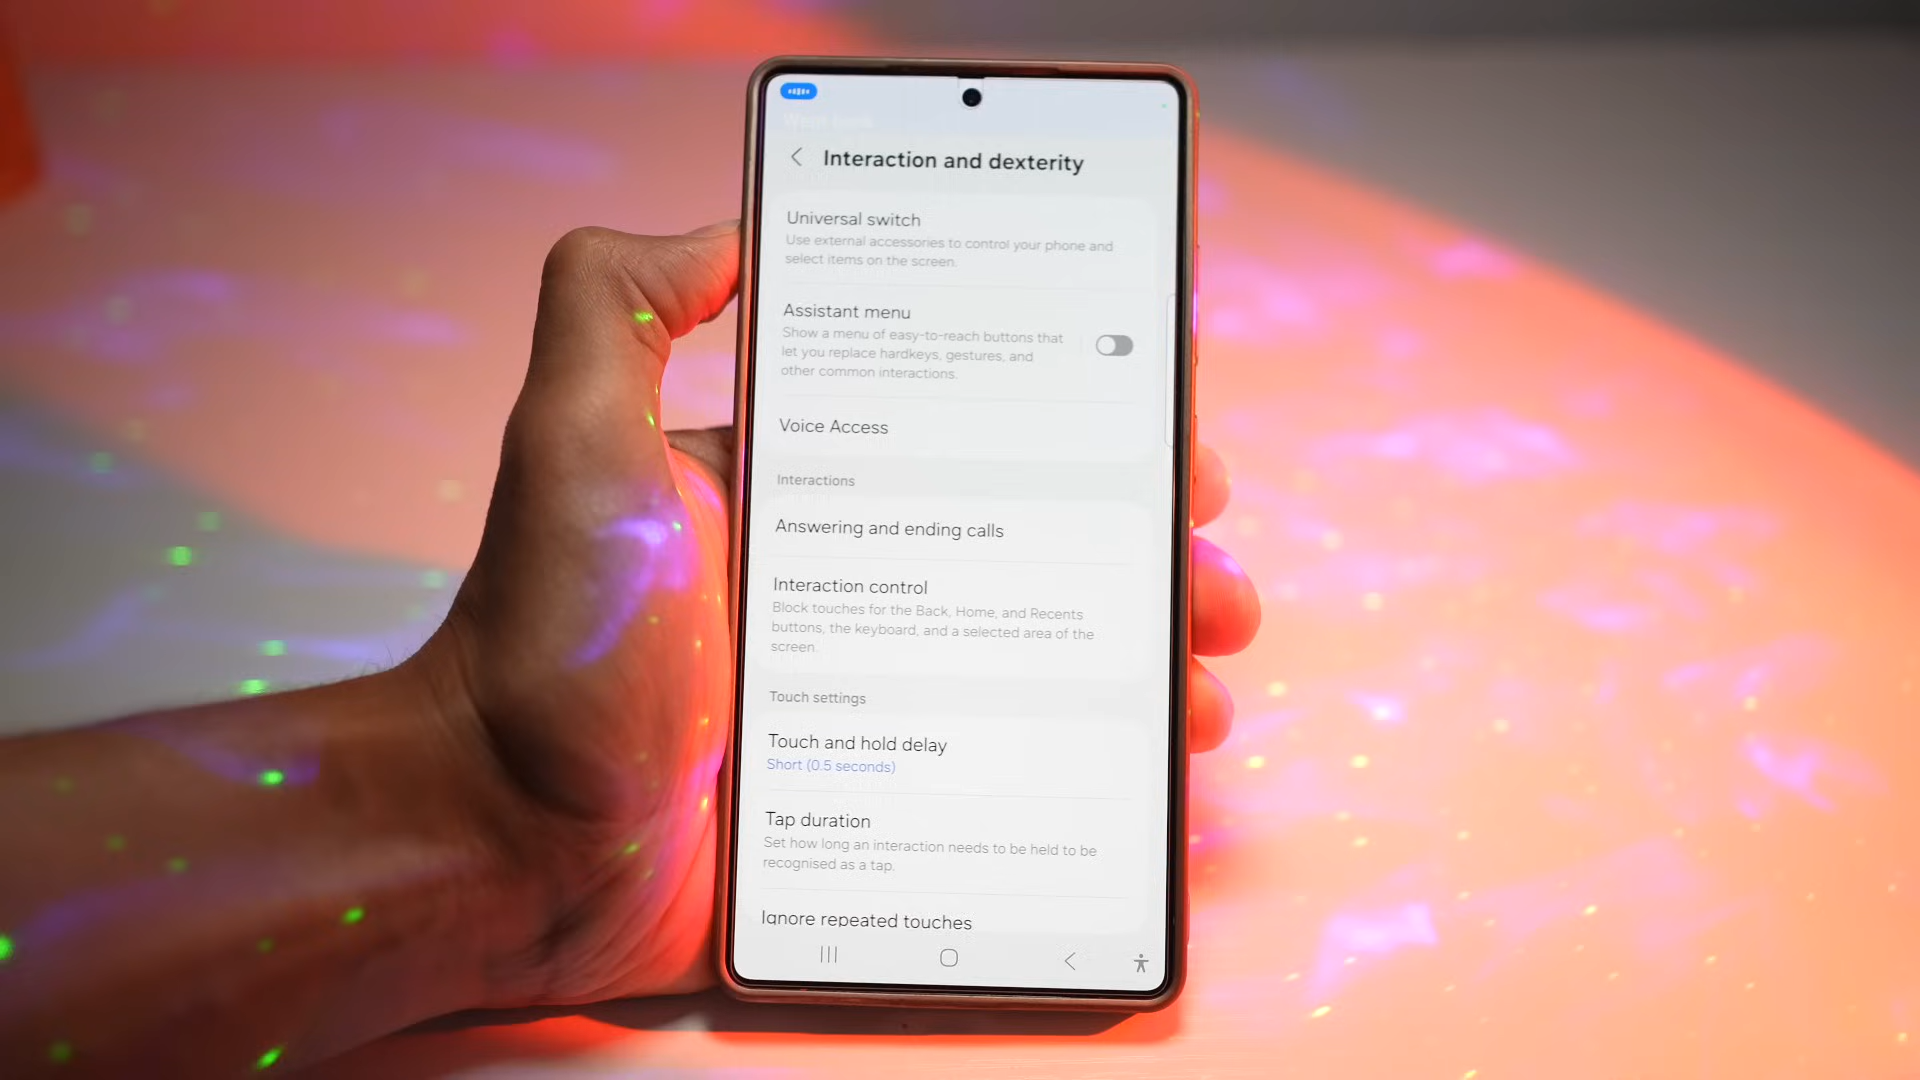 Interaction and dexterity
Universal switch
Use external accessories to control your phone and
select items on the screen.
Assistant menu
Show a menu of easy-to-reach buttons that
let you replace hardkeys, gestures, and
other common interactions.
Voice Access
Interactions
Answering and ending calls
Interaction control
Block touches for the Back, Home, and Recents
buttons, the keyboard, and a selected area of the
screen.
Touch settings
Touch and hold delay
Short (0.5 seconds)
Tap duration
Set how long an interaction needs to be held to be
recognised as a tap.
Ignore repeated touches